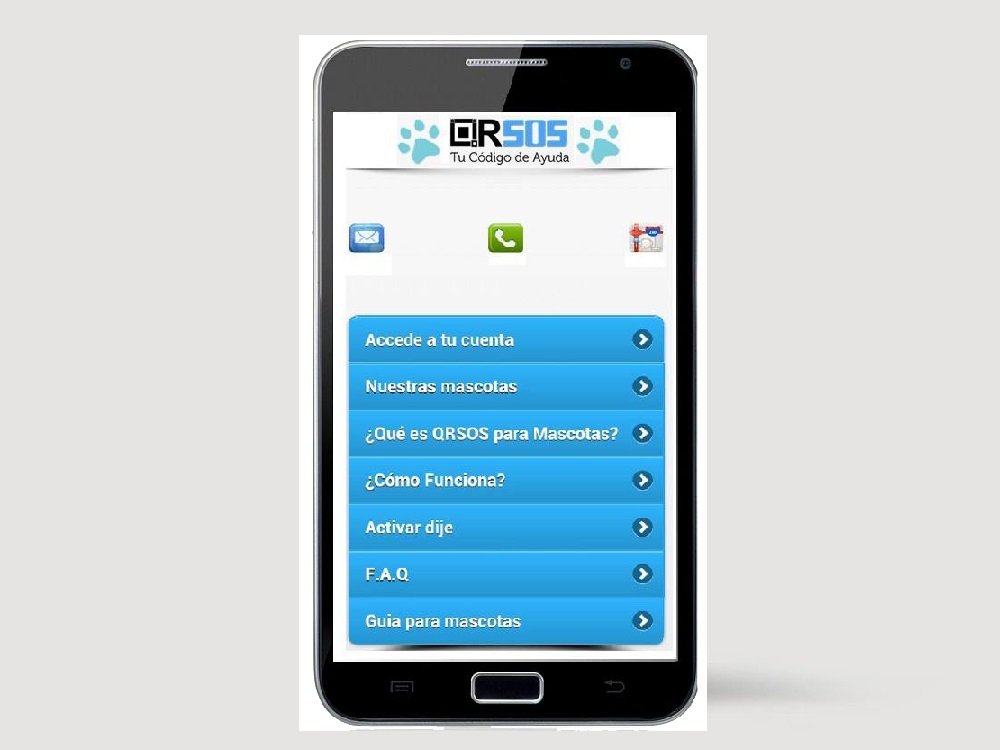 QRSOS
Tu Código de Ayuda
Accede a tu cuenta
Nuestras mascotas
¿Qué es QRSOS para Mascotas?
¿Cómo Funciona?
Activar dije
F.A.Q
Guia para mascotas